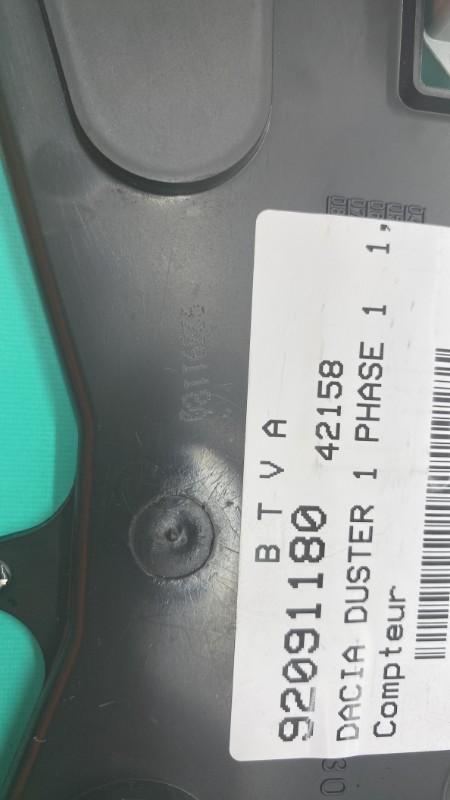 B T V A
92091180 42158
DACIA DUSTER 1 PHASE 1 1,
Compteur